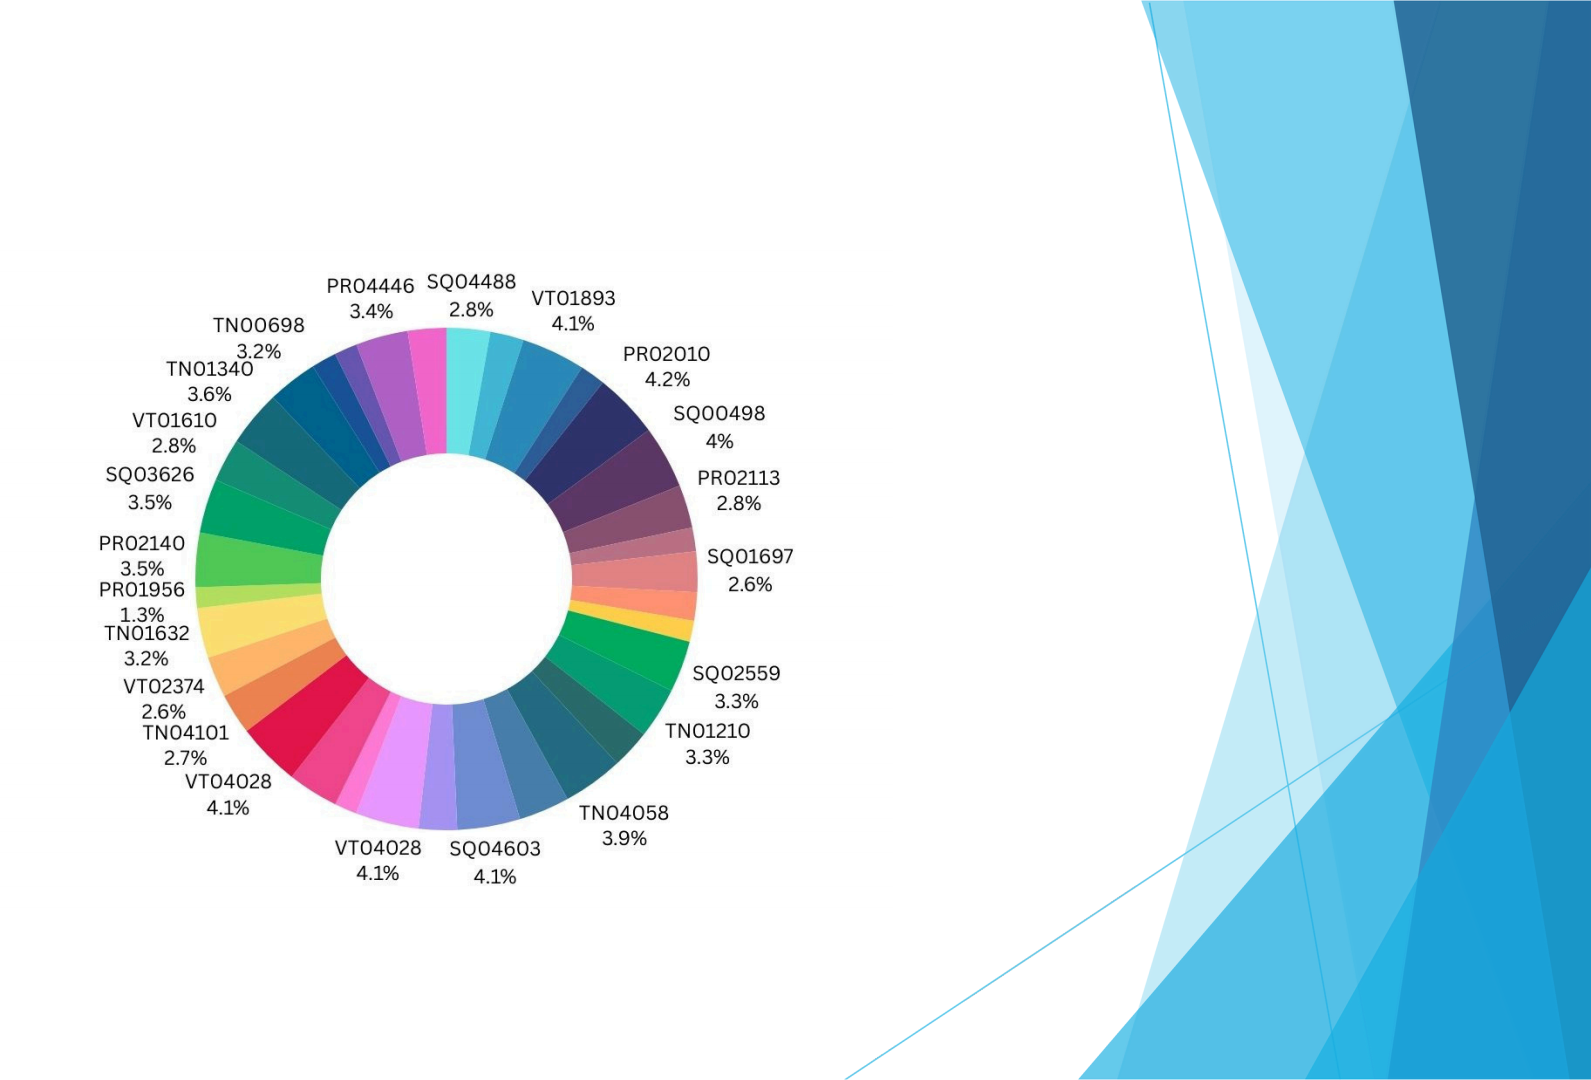 PR04446
3.4%
SQ04488
2.8%
VT01893
4.1%
PR02010
4.2%
SQ00498
4%
PR02113
2.8%
SQ01697
2.6%
SQ02559
3.3%
TN01210
3.3%
TN04058
3.9%
SQ04603
4.1%
VT04028
4.1%
VT04028
4.1%
TN04101
2.7%
VT02374
2.6%
TN01632
3.2%
PR01956
1.3%
PR02140
3.5%
SQ03626
3.5%
VT01610
2.8%
TN01340
3.6%
TN00698
3.2%